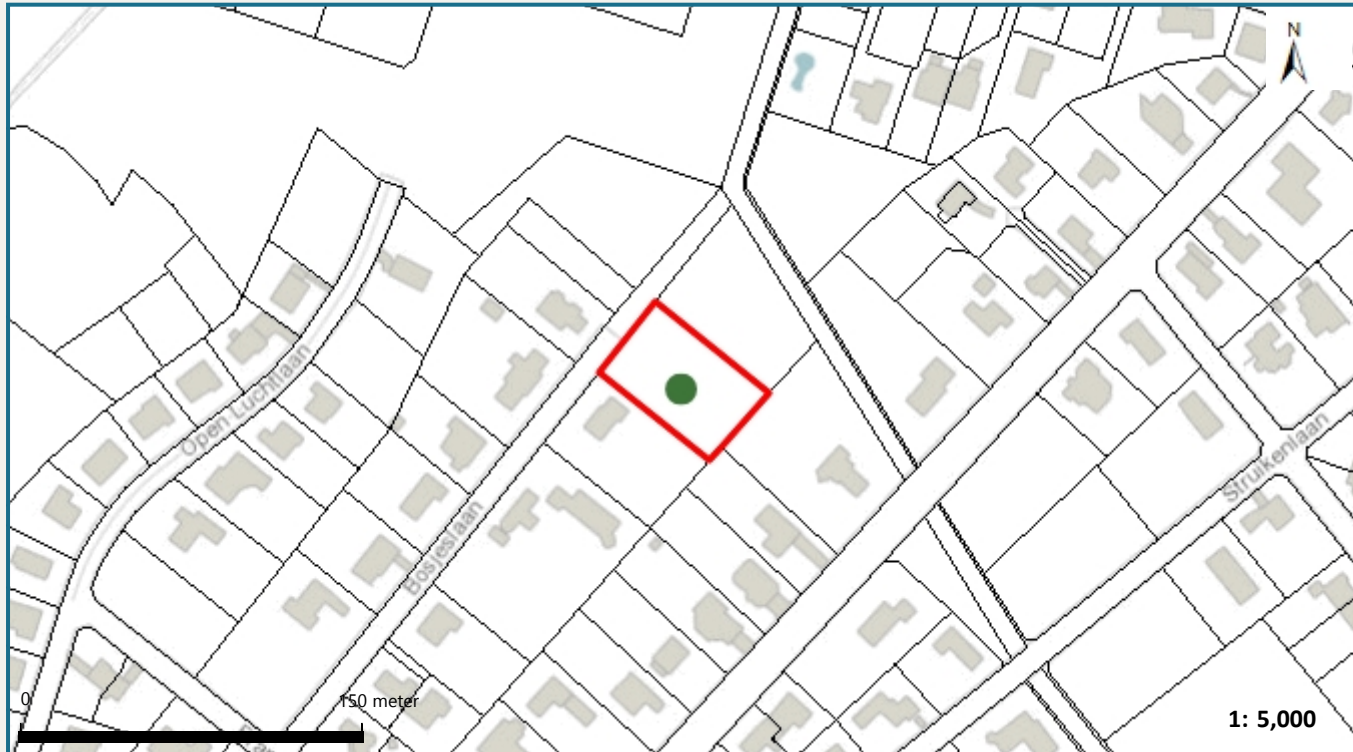 N
Open Luchtlaan
Bosjeslaan
Struikenlaan
0
150 meter
1: 5,000